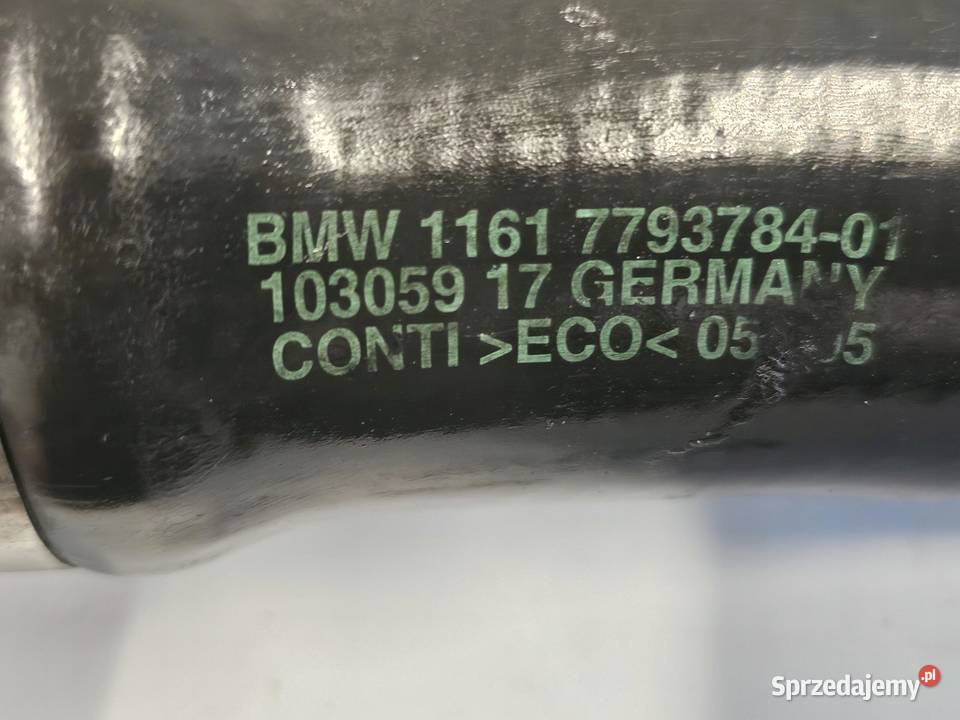 BMW 1161 7793784-01
103059 17 GERMANY
CONTI >ECO< 05
Sprzedajemy.pl